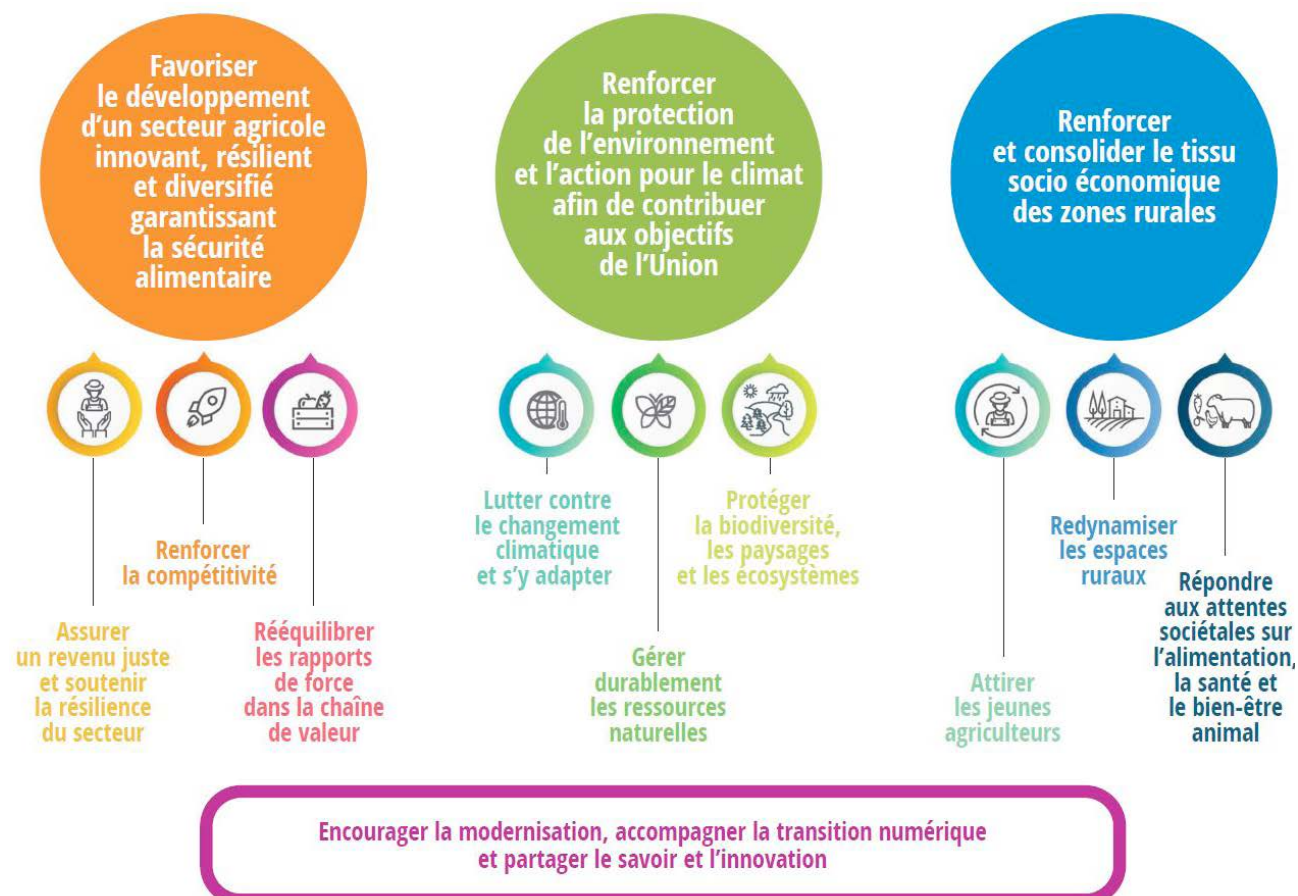 Favoriser
le développement
d’un secteur agricole
innovant, résilient
et diversifié
garantissant
la sécurité
alimentaire
Renforcer
la protection
de l’environnement
et l’action pour le climat
afin de contribuer
aux objectifs
de l’Union
Renforcer
et consolider le tissu
socio économique
des zones rurales
Assurer
un revenu juste
et soutenir
la résilience
du secteur
Renforcer
la compétitivité
Rééquilibrer
les rapports
de force
dans la chaîne
de valeur
Lutter contre
le changement
climatique
et s’y adapter
Gérer
durablement
les ressources
naturelles
Protéger
la biodiversité,
les paysages
et les écosystèmes
Attirer
les jeunes
agriculteurs
Redynamiser
les espaces
ruraux
Répondre
aux attentes
sociétales sur
l’alimentation,
la santé et
le bien-être
animal
Encourager la modernisation, accompagner la transition numérique
et partager le savoir et l’innovation